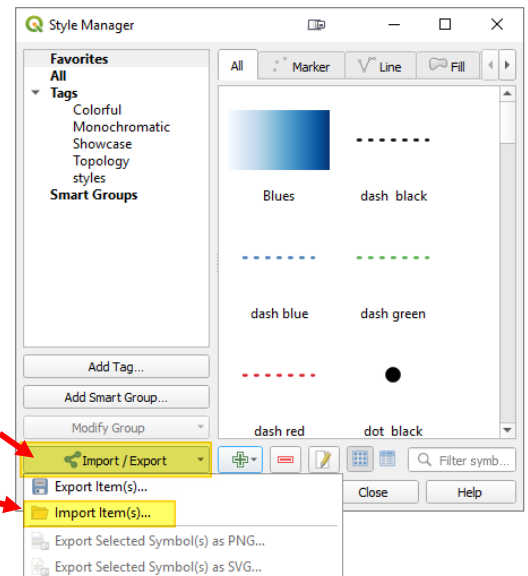 Style Manager
Favorites
All
Tags
Colorful
Monochromatic
Showcase
Topology
styles
Smart Groups
Add Tag...
Add Smart Group...
Modify Group
Import / Export
Export Item(s)...
Import Item(s)...
Export Selected Symbol(s) as PNG...
Export Selected Symbol(s) as SVG...
All Marker Line Fill
Blues dash black
dash blue dash green
dash red dot black
Filter symb...
Close Help